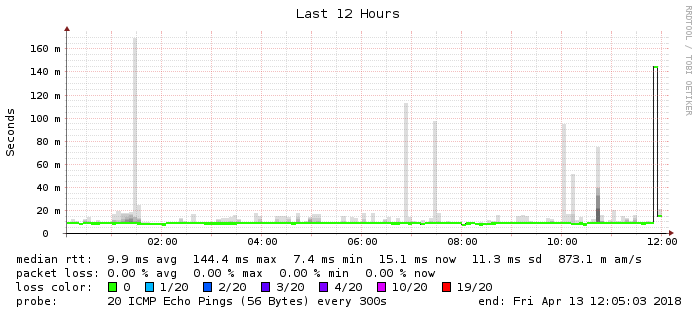 Last 12 Hours
RRDTOOL / TOBI OETIKER
Seconds
160 m
140 m
120 m
100 m
80 m
60 m
40 m
20 m
0
02:00 04:00 06:00 08:00 10:00 12:00
median rtt: 9.9 ms avg 144.4 ms max 7.4 ms min 15.1 ms now 11.3 ms sd 873.1 m am/s
packet loss: 0.00 % avg 0.00 % max 0.00 % min 0.00 % now
loss color: 0 1/20 2/20 3/20 4/20 10/20 19/20
probe: 20 ICMP Echo Pings (56 Bytes) every 300s end: Fri Apr 13 12:05:03 2018